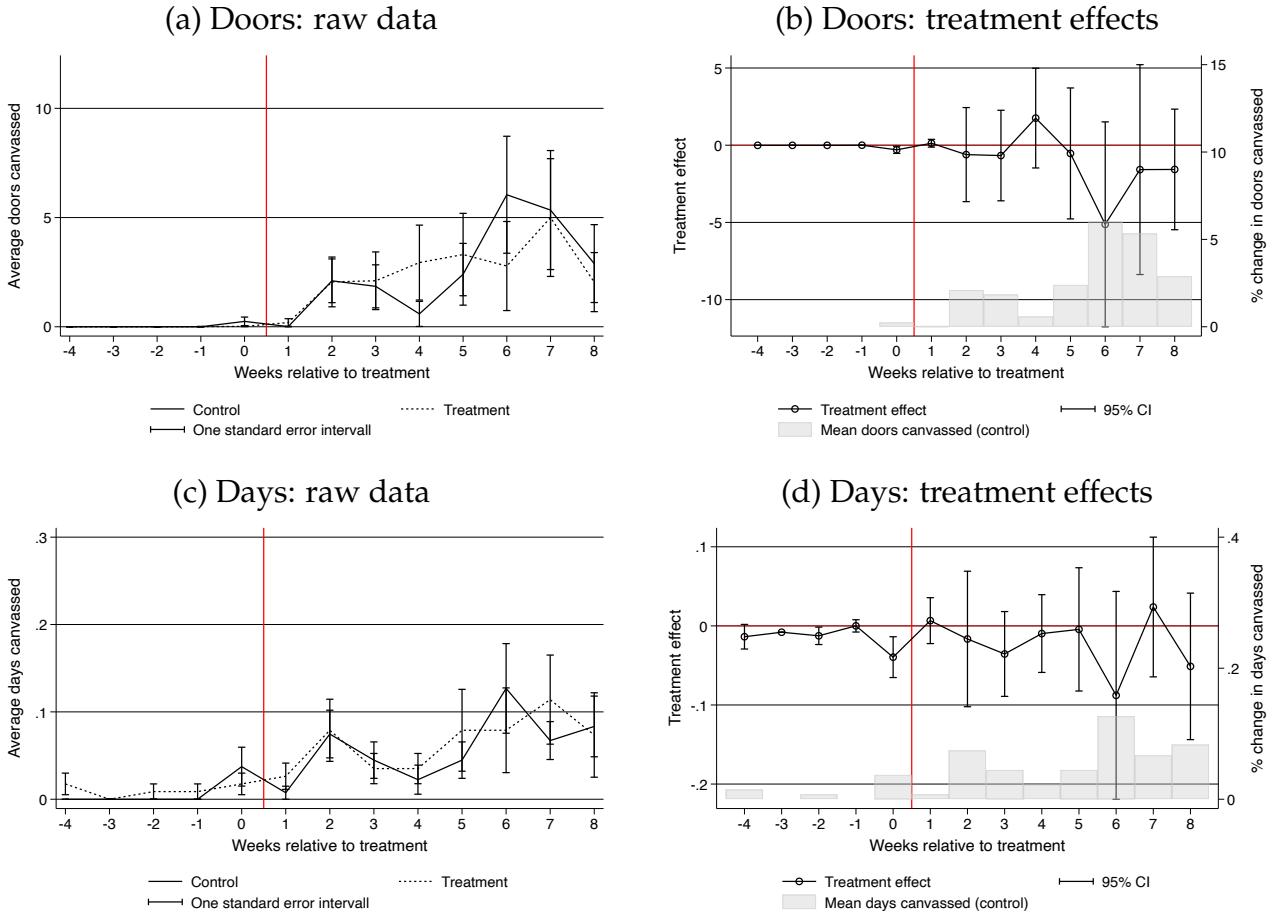 (a) Doors: raw data
Average doors canvassed
10
5
0
-4 -3 -2 -1 0 1 2 3 4 5 6 7 8
Weeks relative to treatment
Control Treatment
One standard error intervall
(b) Doors: treatment effects
Treatment effect
5
0
-5
-10
15
10
5
0
% change in doors canvassed
-4 -3 -2 -1 0 1 2 3 4 5 6 7 8
Weeks relative to treatment
Treatment effect 95% CI
Mean doors canvassed (control)
(c) Days: raw data
Average days canvassed
.3
.2
.1
0
-4 -3 -2 -1 0 1 2 3 4 5 6 7 8
Weeks relative to treatment
Control Treatment
One standard error intervall
(d) Days: treatment effects
Treatment effect
.1
0
-.1
-.2
.4
.2
0
% change in days canvassed
-4 -3 -2 -1 0 1 2 3 4 5 6 7 8
Weeks relative to treatment
Treatment effect 95% CI
Mean days canvassed (control)